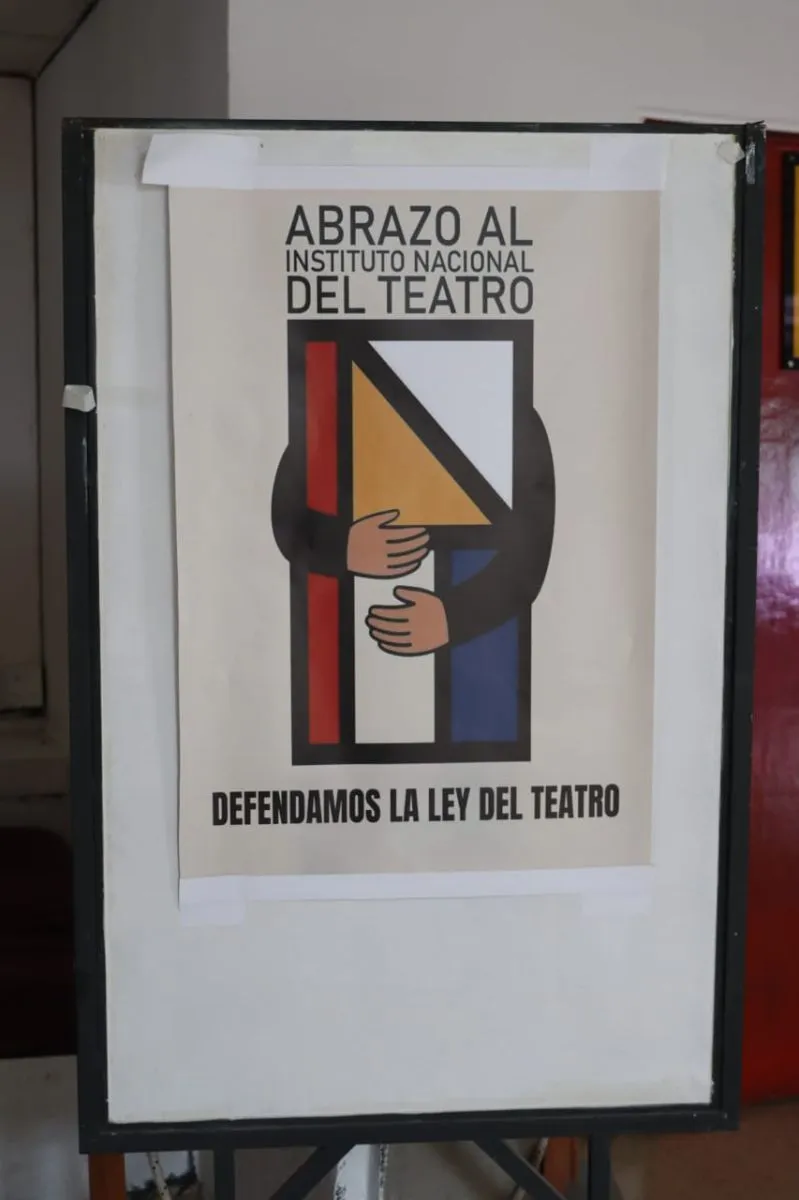 ABRAZO AL
INSTITUTO NACIONAL
DEL TEATRO
DEFENDAMOS LA LEY DEL TEATRO